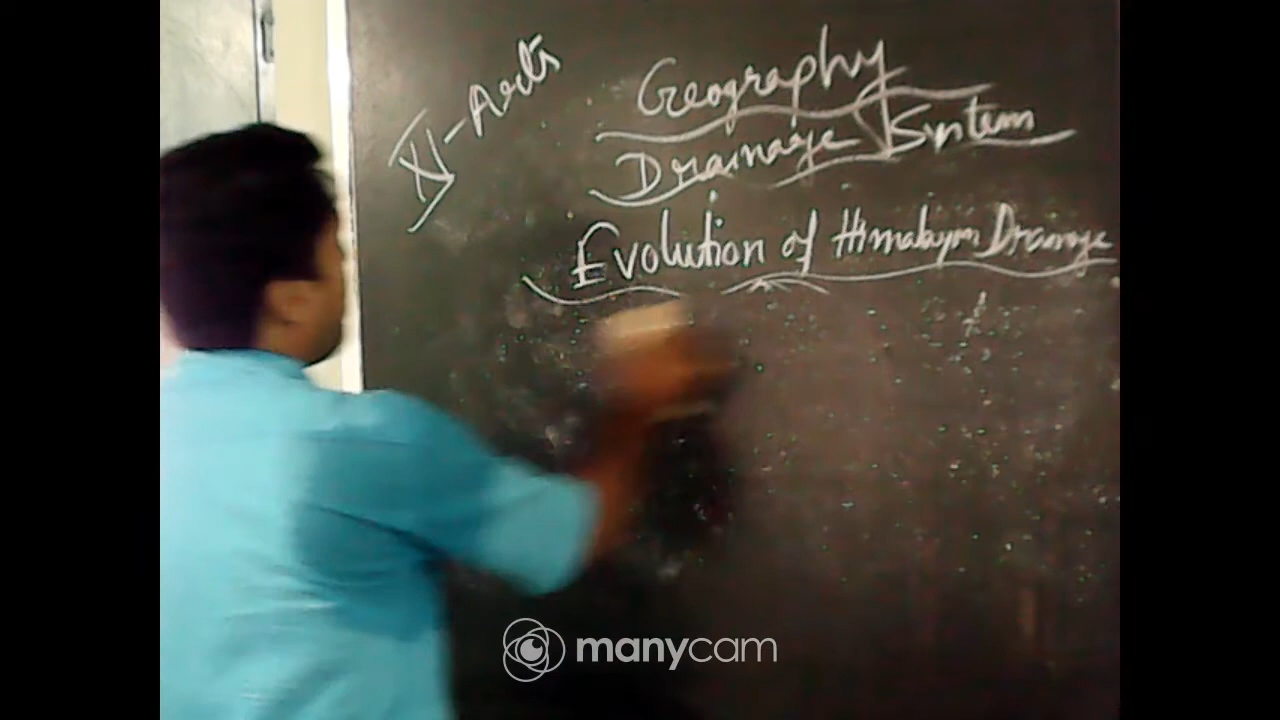 XI-Arts
Geography
Drainage System
Evolution of Himalayan Drainage
manycam